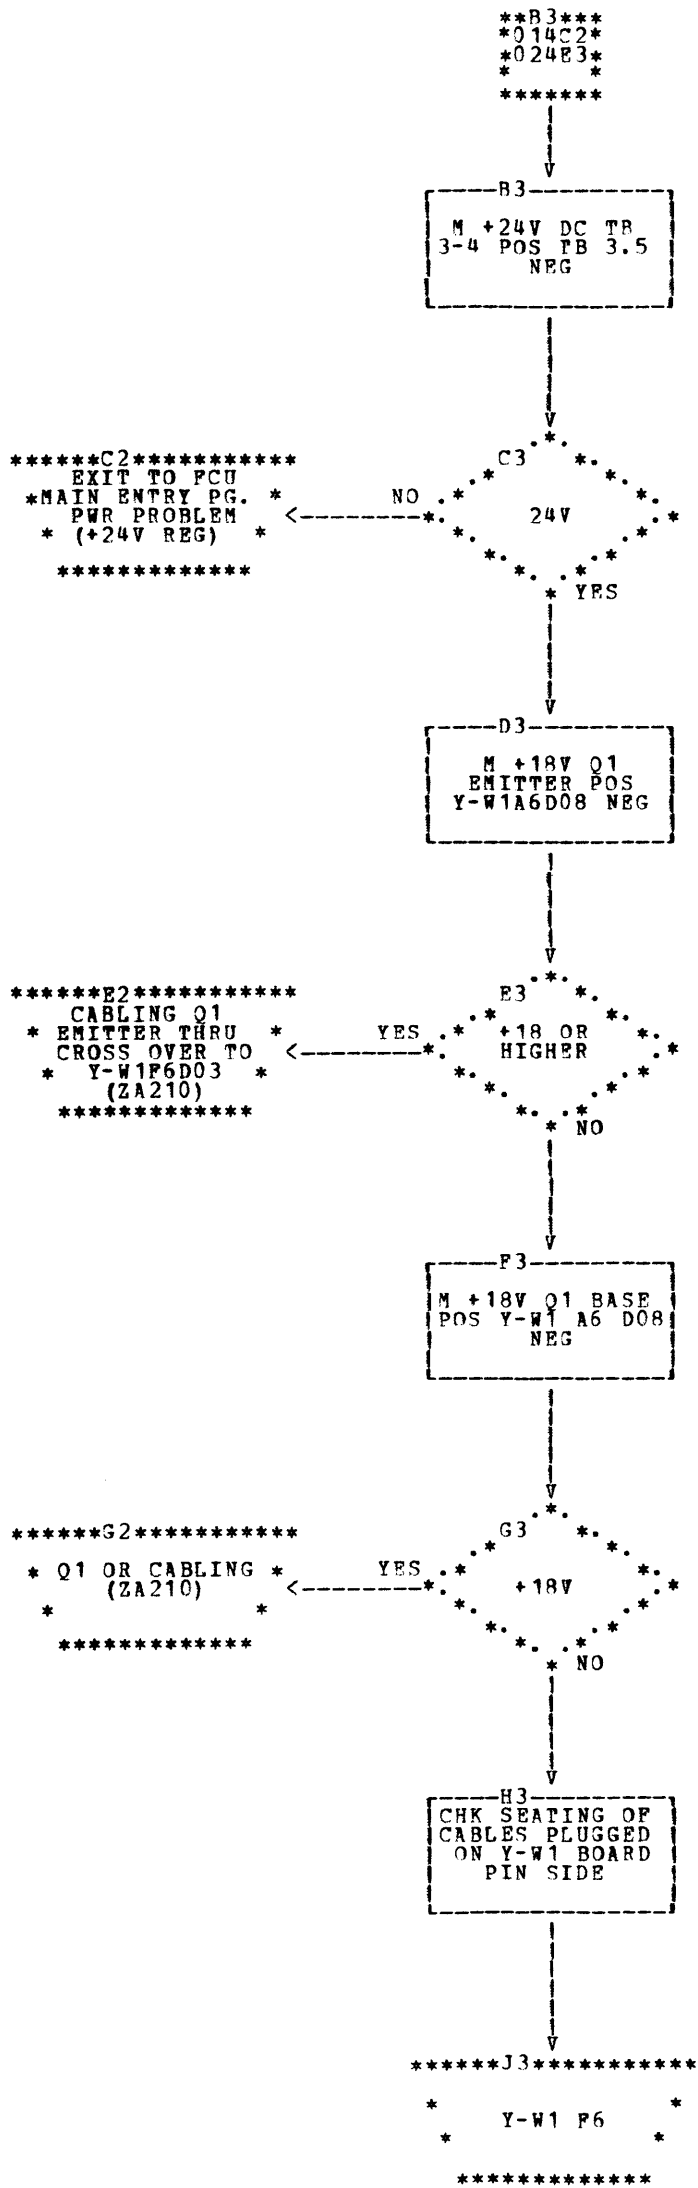 **B3***
*014C2*
*024E3*
* *
*******
B3
M +24V DC TB
3-4 POS TB 3.5
NEG
C3
24V
NO
YES
******C2***********
EXIT TO FCU
*MAIN ENTRY PG. *
PWR PROBLEM
* (+24V REG) *
*************
D3
M +18V Q1
EMITTER POS
Y-W1A6D08 NEG
E3
+18 OR
HIGHER
YES
NO
******E2***********
CABLING Q1
* EMITTER THRU *
CROSS OVER TO
* Y-W1F6D03 *
(ZA210)
*************
F3
M +18V Q1 BASE
POS Y-W1 A6 D08
NEG
G3
+18V
YES
NO
******G2***********
* Q1 OR CABLING *
(ZA210)
* *
*************
H3
CHK SEATING OF
CABLES PLUGGED
ON Y-W1 BOARD
PIN SIDE
******J3***********
* *
Y-W1 F6
* *
*************